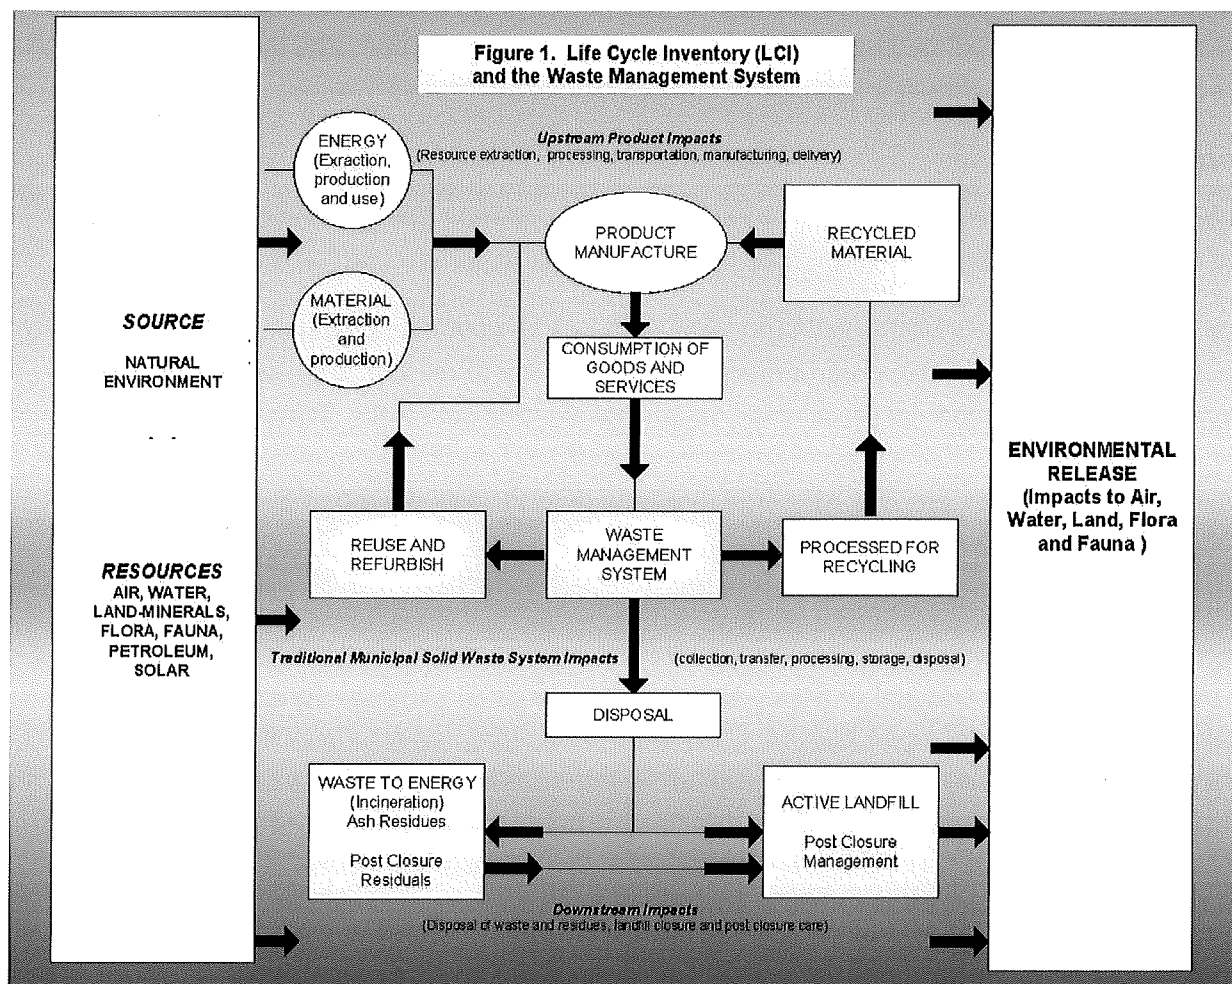 Figure 1. Life Cycle Inventory (LCI)
and the Waste Management System
Upstream Product Impacts
(Resource extraction, processing, transportation, manufacturing, delivery)
ENERGY
(Exraction,
production
and use)
PRODUCT
MANUFACTURE
RECYCLED
MATERIAL
MATERIAL
(Extraction
and
production)
SOURCE
NATURAL
ENVIRONMENT
CONSUMPTION OF
GOODS AND
SERVICES
RESOURCES
AIR, WATER,
LAND-MINERALS,
FLORA, FAUNA,
PETROLEUM,
SOLAR
REUSE AND
REFURBISH
WASTE
MANAGEMENT
SYSTEM
PROCESSED FOR
RECYCLING
ENVIRONMENTAL
RELEASE
(Impacts to Air,
Water, Land, Flora
and Fauna )
Traditional Municipal Solid Waste System Impacts (collection, transfer, processing, storage, disposal)
DISPOSAL
WASTE TO ENERGY
(Incineration)
Ash Residues
Post Closure
Residuals
ACTIVE LANDFILL
Post Closure
Management
Downstream Impacts
(Disposal of waste and residues, landfill closure and post closure care)